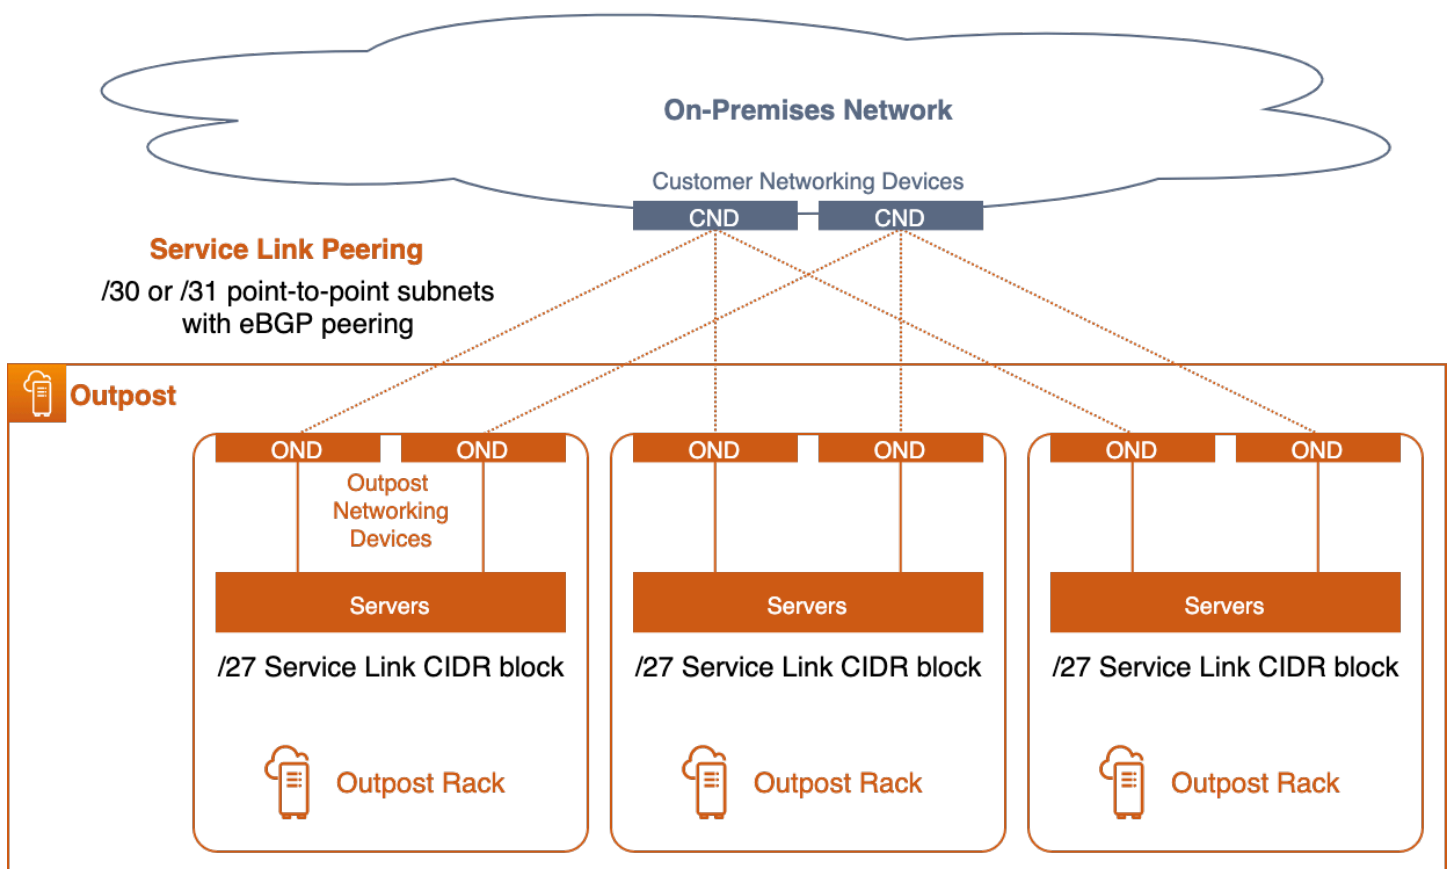 On-Premises Network
Customer Networking Devices
CND
CND
Service Link Peering
/30 or /31 point-to-point subnets
with eBGP peering
Outpost
OND
OND
OND
OND
OND
OND
Outpost
Networking
Devices
Servers
Servers
Servers
/27 Service Link CIDR block
/27 Service Link CIDR block
/27 Service Link CIDR block
Outpost Rack
Outpost Rack
Outpost Rack